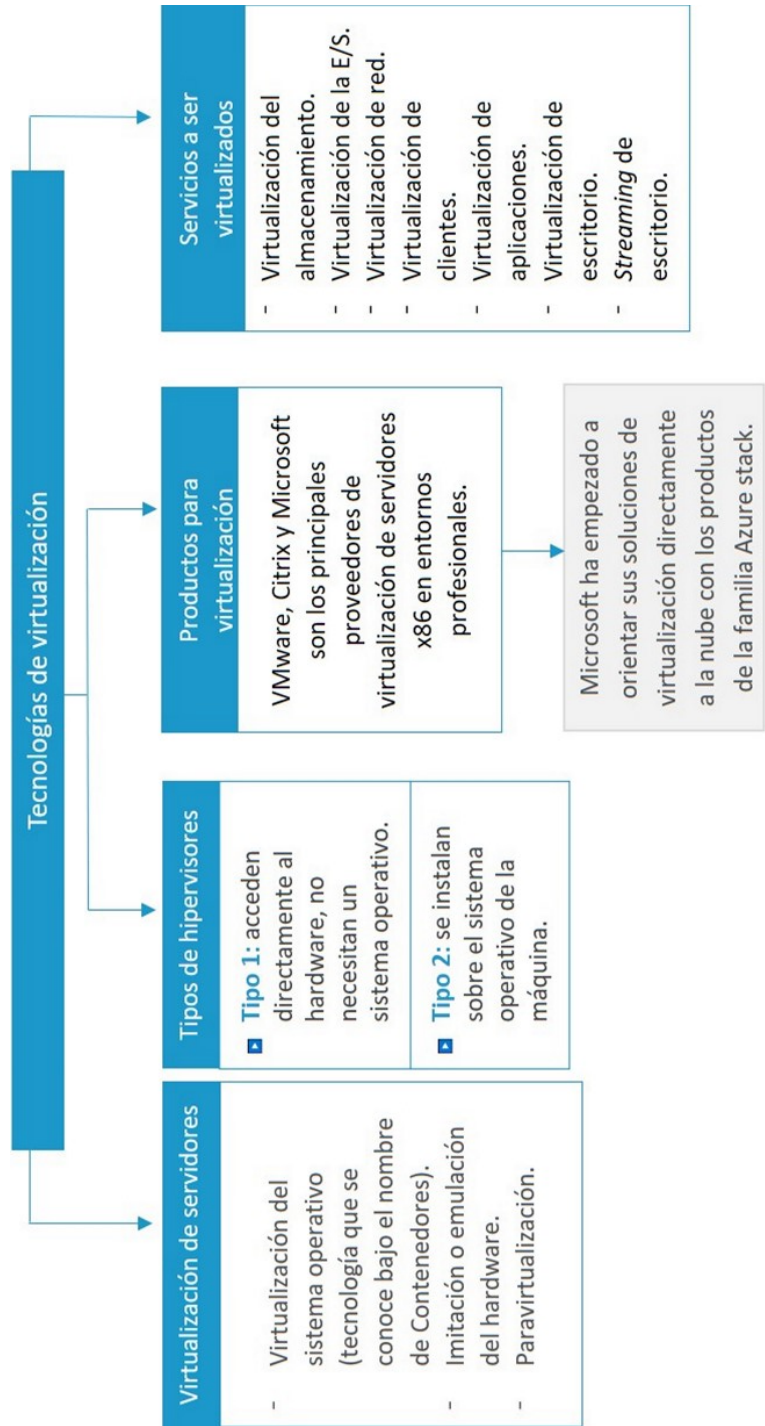 Tecnologías de virtualización
Virtualización de servidores
- Virtualización del
sistema operativo
(tecnología que se
conoce bajo el nombre
de Contenedores).
- Imitación o emulación
del hardware.
- Paravirtualización.
Tipos de hipervisores
Tipo 1: acceden
directamente al
hardware, no
necesitan un
sistema operativo.
Tipo 2: se instalan
sobre el sistema
operativo de la
máquina.
Productos para
virtualización
VMware, Citrix y Microsoft
son los principales
proveedores de
virtualización de servidores
x86 en entornos
profesionales.
Microsoft ha empezado a
orientar sus soluciones de
virtualización directamente
a la nube con los productos
de la familia Azure stack.
Servicios a ser
virtualizados
- Virtualización del
almacenamiento.
- Virtualización de la E/S.
- Virtualización de red.
- Virtualización de
clientes.
- Virtualización de
aplicaciones.
- Virtualización de
escritorio.
- Streaming de
escritorio.